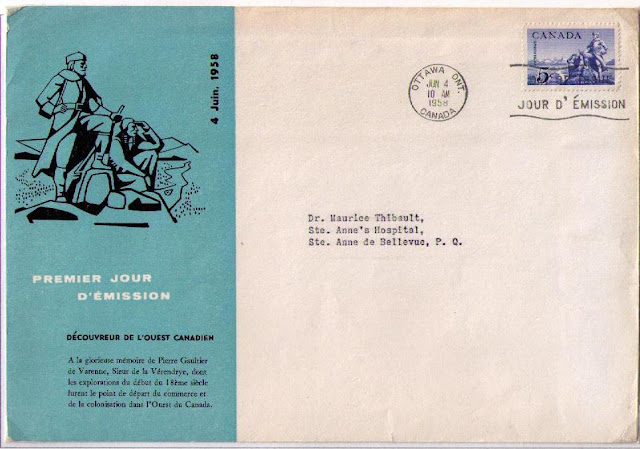 4 Juin. 1958
PREMIER JOUR
D'ÉMISSION
DÉCOUVREUR DE L'OUEST CANADIEN
A la glorieuse mémoire de Pierre Gaultier
de Varenne, Sieur de la Vérendrye, dont
les explorations du début du 18ème siècle
furent le point de départ du commerce et
de la colonisation dans l'Ouest du Canada.
OTTAWA ONT.
JUN 4
10 AM
1958
CANADA
CANADA
5
JOUR D'ÉMISSION
Dr. Maurice Thibault,
Ste. Anne's Hospital,
Ste. Anne de Bellevue, P. Q.